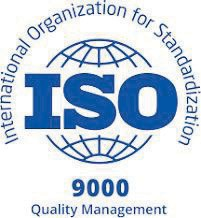 International Organization for Standardization
ISO
9000
Quality Management